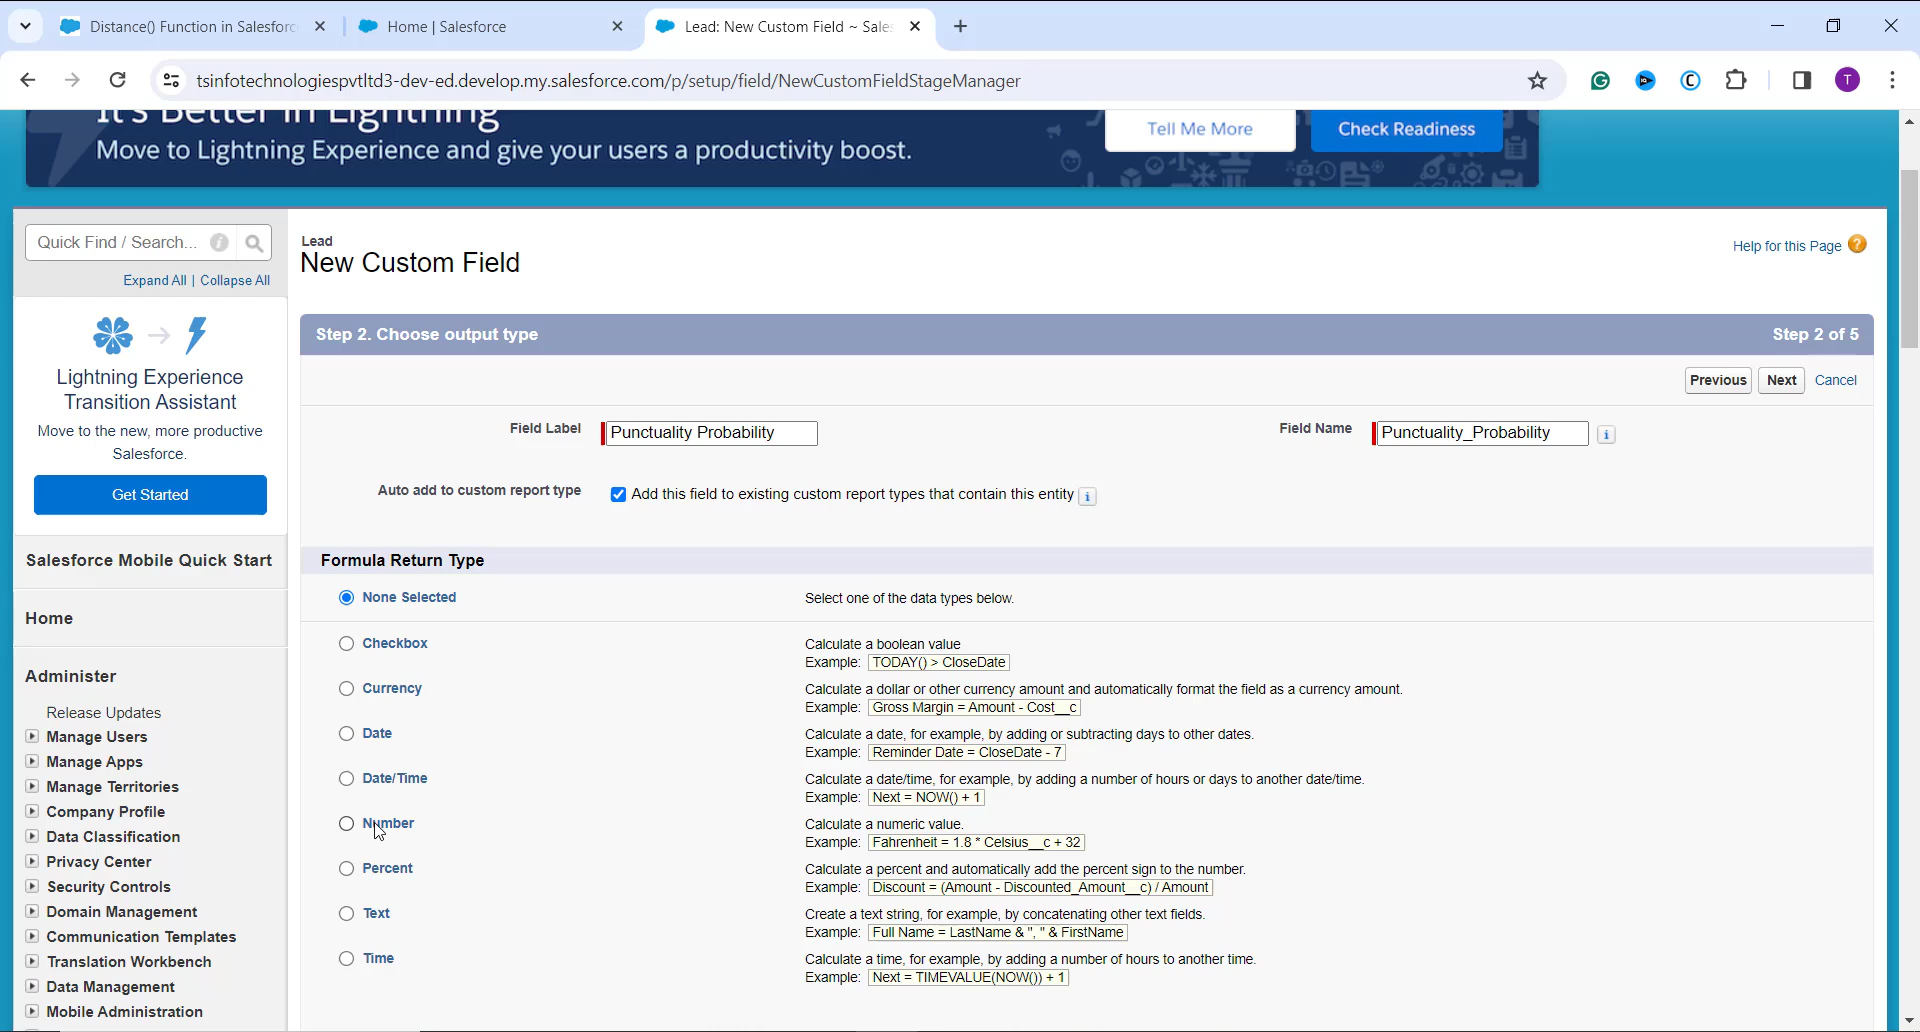 Distance() Function in Salesforc
Home | Salesforce
Lead: New Custom Field ~ Sale
tsinfotechnologiespvtltd3-dev-ed.develop.my.salesforce.com/p/setup/field/NewCustomFieldStageManager
T
It's Better in Lightning
Move to Lightning Experience and give your users a productivity boost.
Tell Me More
Check Readiness
Quick Find / Search...
Expand All | Collapse All
Lightning Experience
Transition Assistant
Move to the new, more productive
Salesforce.
Get Started
Salesforce Mobile Quick Start
Home
Administer
Release Updates
Manage Users
Manage Apps
Manage Territories
Company Profile
Data Classification
Privacy Center
Security Controls
Domain Management
Communication Templates
Translation Workbench
Data Management
Mobile Administration
Lead
New Custom Field
Help for this Page
Step 2. Choose output type
Step 2 of 5
Previous
Next
Cancel
Field Label
Punctuality Probability
Field Name
Punctuality_Probability
Auto add to custom report type
Add this field to existing custom report types that contain this entity
Formula Return Type
None Selected
Select one of the data types below.
Checkbox
Calculate a boolean value
Example: TODAY() > CloseDate
Currency
Calculate a dollar or other currency amount and automatically format the field as a currency amount.
Example: Gross Margin = Amount - Cost__c
Date
Calculate a date, for example, by adding or subtracting days to other dates.
Example: Reminder Date = CloseDate - 7
Date/Time
Calculate a date/time, for example, by adding a number of hours or days to another date/time.
Example: Next = NOW() + 1
Number
Calculate a numeric value.
Example: Fahrenheit = 1.8 * Celsius__c + 32
Percent
Calculate a percent and automatically add the percent sign to the number.
Example: Discount = (Amount - Discounted_Amount__c) / Amount
Text
Create a text string, for example, by concatenating other text fields.
Example: Full Name = LastName & ", " & FirstName
Time
Calculate a time, for example, by adding a number of hours to another time.
Example: Next = TIMEVALUE(NOW()) + 1